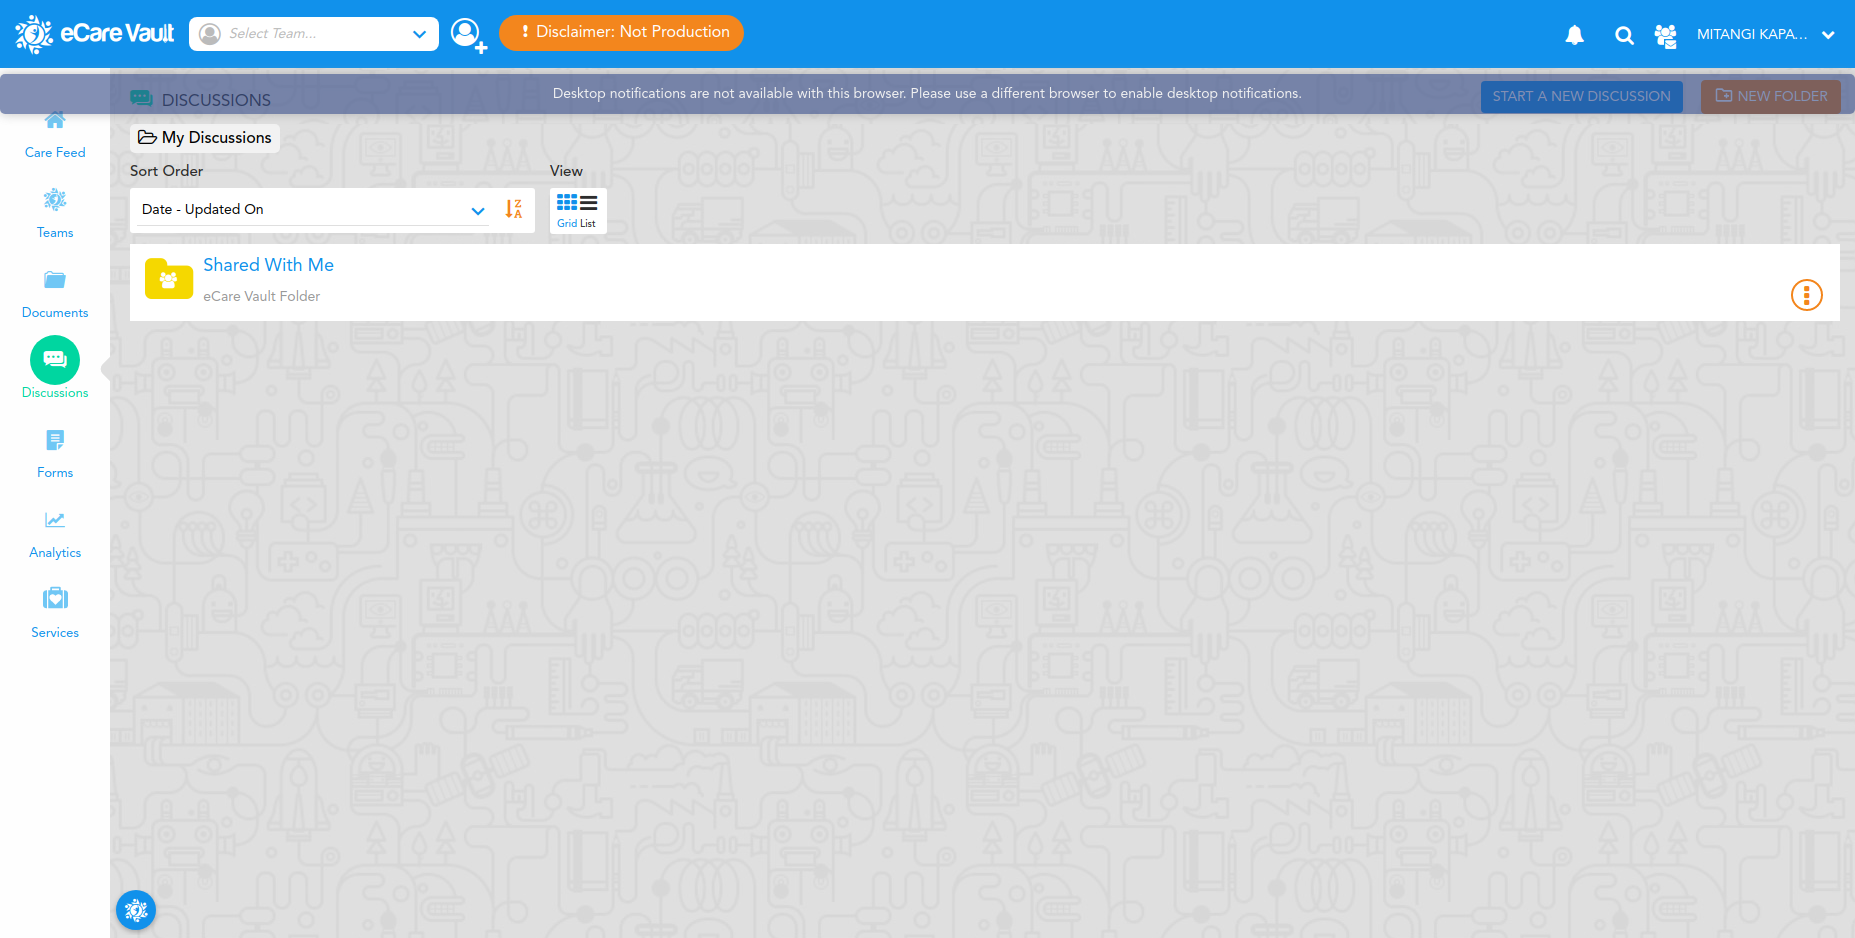 eCare Vault
Select Team...
Disclaimer: Not Production
MITANGI KAPA...
DISCUSSIONS
Desktop notifications are not available with this browser. Please use a different browser to enable desktop notifications.
START A NEW DISCUSSION
NEW FOLDER
My Discussions
Sort Order
View
Date - Updated On
Z
A
Grid List
Shared With Me
eCare Vault Folder
Care Feed
Teams
Documents
Discussions
Forms
Analytics
Services